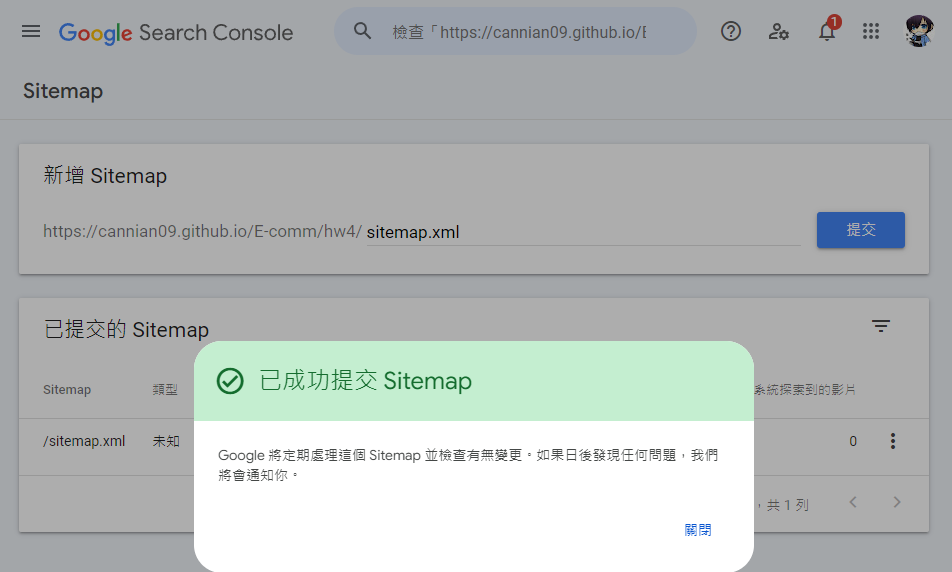 Google Search Console
檢查「https://cannian09.github.io/E
1
Sitemap
新增 Sitemap
https://cannian09.github.io/E-comm/hw4/ sitemap.xml
提交
已提交的 Sitemap
Sitemap 類型 系統探索到的影片
/sitemap.xml 未知 0
，共 1 列
已成功提交 Sitemap
Google 將定期處理這個 Sitemap 並檢查有無變更。如果日後發現任何問題，我們
將會通知你。
關閉